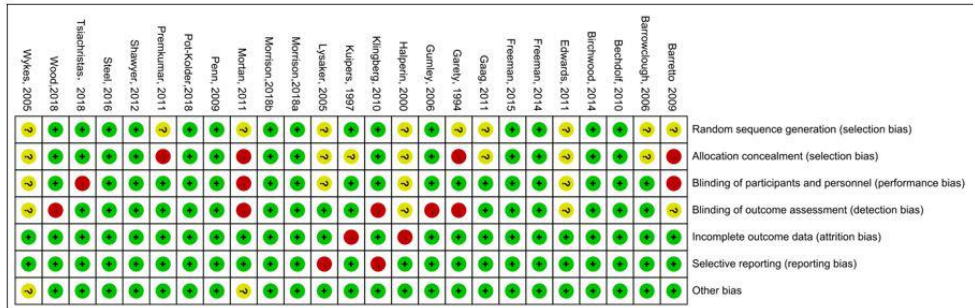 Wykes, 2005
Wood,2018
Tsiachristas, 2018
Steel, 2016
Shawyer, 2012
Premkumar, 2011
Pot-Kolder,2018
Penn, 2009
Mortan, 2011
Morrison,2018b
Morrison,2018a
Lysaker, 2005
Kuipers, 1997
Klingberg, 2010
Halperin, 2000
Gumley, 2006
Garety, 1994
Gaag, 2011
Freeman, 2015
Freeman, 2014
Edwards, 2011
Birchwood, 2014
Bechdolf, 2010
Barrowclough, 2006
Barretto 2009
? + + + + ? + + ? + + ? + + ? + ? ? + + ? + + ? ? Random sequence generation (selection bias)
? + + + + + + + + ? ? + ? + ? + + ? + + ? Allocation concealment (selection bias)
? + + + + + + + + ? + + ? + + + + + ? + + + Blinding of participants and personnel (performance bias)
? + + + + + + + + + + ? + + + ? + + + ? Blinding of outcome assessment (detection bias)
+ + + + + + + + + + + + + + + + + + + + + + + Incomplete outcome data (attrition bias)
+ + + + + + + + + + + + + + + + + + + + + + + Selective reporting (reporting bias)
? + + + + + + + ? + + + + + + + + + + + + + + + + Other bias